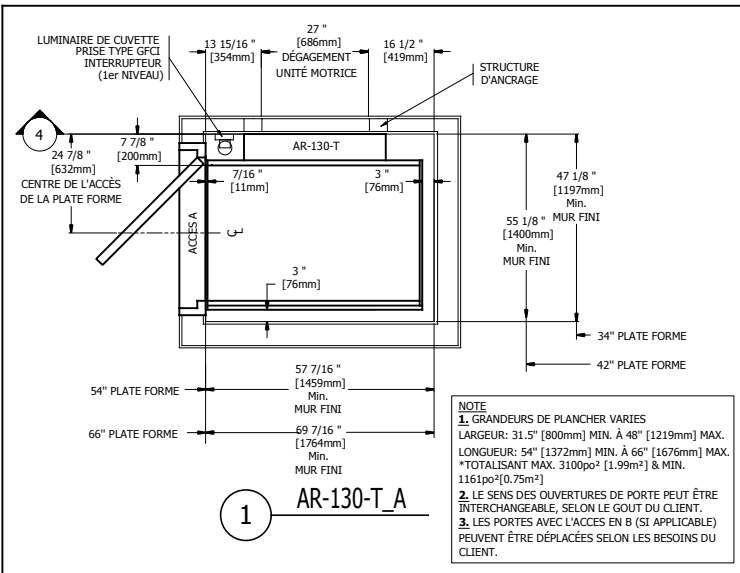 LUMINAIRE DE CUVETTE
PRISE TYPE GFCI
INTERRUPTEUR
(1er NIVEAU)
13 15/16 "
[354mm]
27 "
[686mm]
DÉGAGEMENT
UNITÉ MOTRICE
16 1/2 "
[419mm]
STRUCTURE
D'ANCRAGE
4
7 7/8 "
[200mm]
24 7/8 "
[632mm]
CENTRE DE L'ACCÈS
DE LA PLATE FORME
AR-130-T
7/16 "
[11mm]
3 "
[76mm]
ACCES A
CL
3 "
[76mm]
47 1/8 "
[1197mm]
Min.
MUR FINI
55 1/8 "
[1400mm]
Min.
MUR FINI
34" PLATE FORME
42" PLATE FORME
54" PLATE FORME
57 7/16 "
[1459mm]
Min.
MUR FINI
66" PLATE FORME
69 7/16 "
[1764mm]
Min.
MUR FINI
1
AR-130-T_A
NOTE
1. GRANDEURS DE PLANCHER VARIES
LARGEUR: 31.5" [800mm] MIN. À 48" [1219mm] MAX.
LONGUEUR: 54" [1372mm] MIN. À 66" [1676mm] MAX.
*TOTALISANT MAX. 3100po² [1.99m²] & MIN.
1161po²[0.75m²]
2. LE SENS DES OUVERTURES DE PORTE PEUT ÊTRE
INTERCHANGEABLE, SELON LE GOUT DU CLIENT.
3. LES PORTES AVEC L'ACCES EN B (SI APPLICABLE)
PEUVENT ÊTRE DÉPLACÉES SELON LES BESOINS DU
CLIENT.